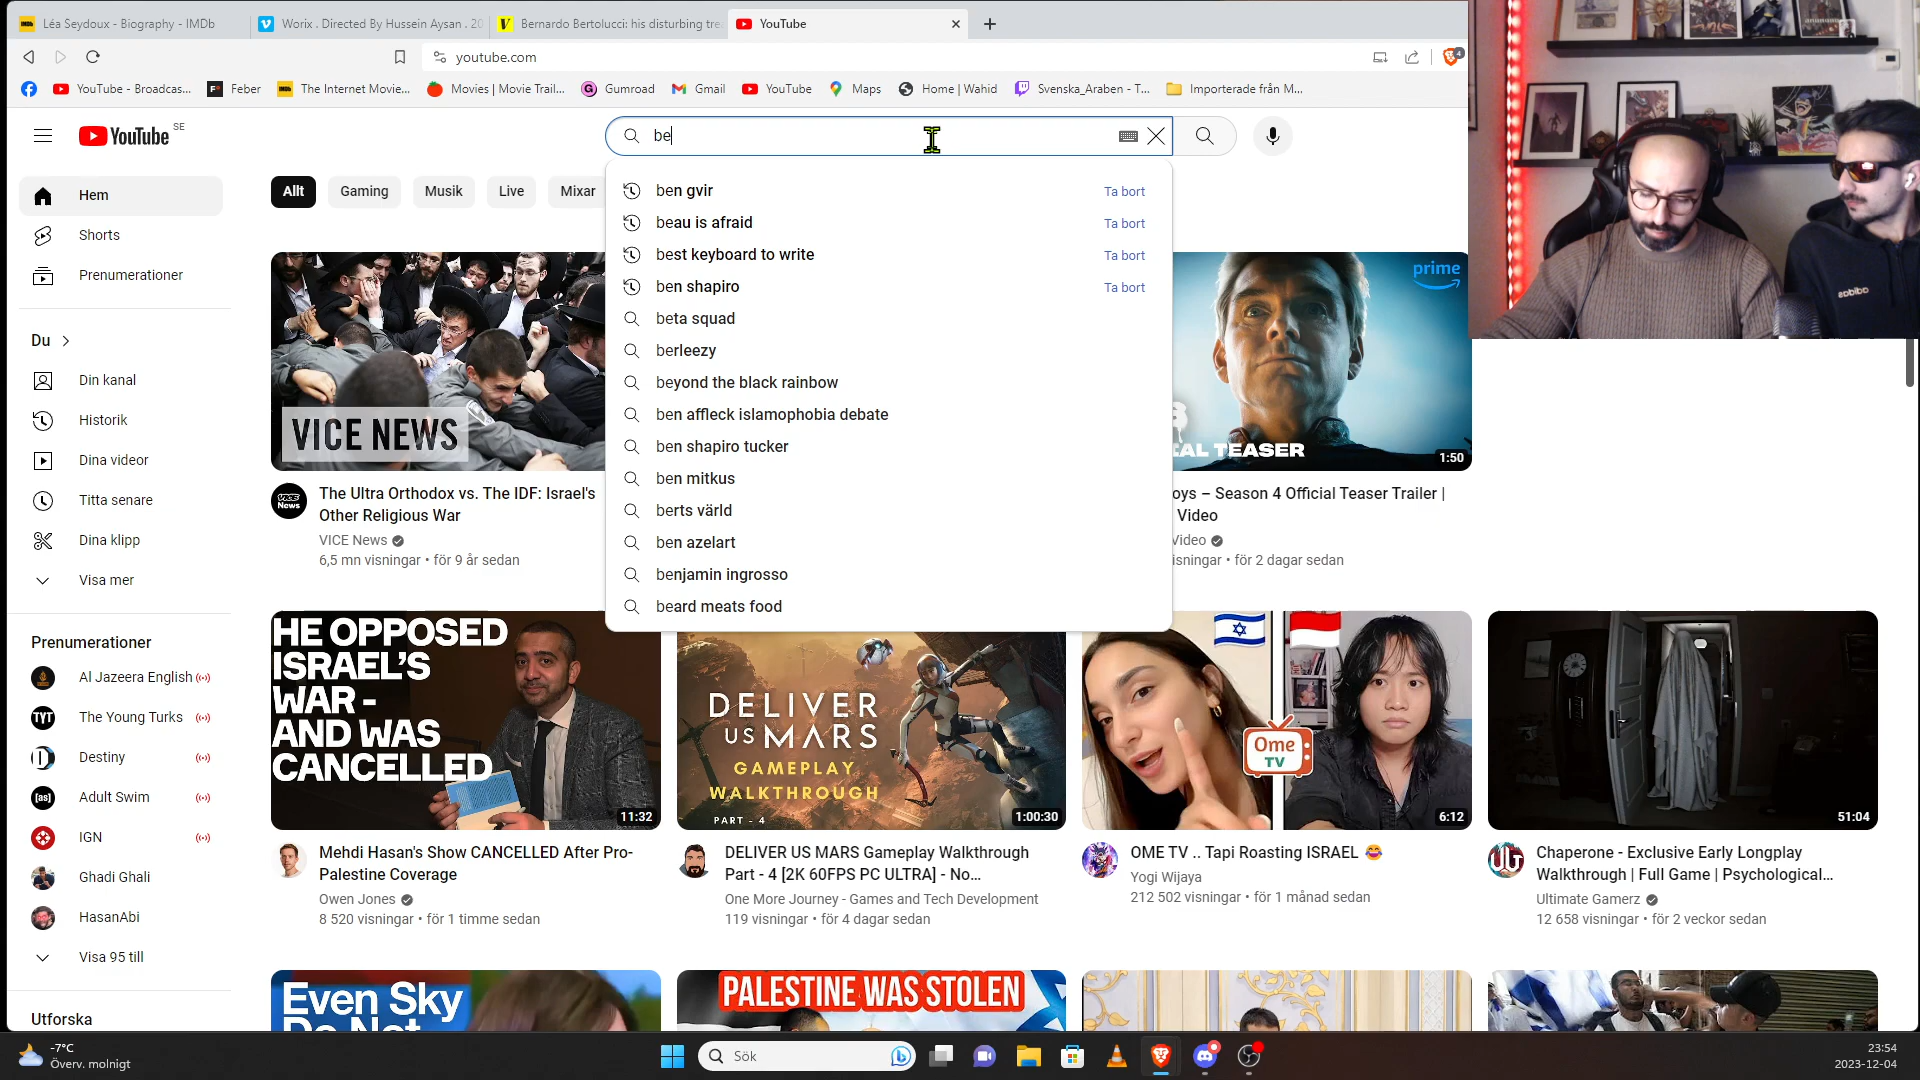 Léa Seydoux - Biography - IMDb
Worix . Directed By Hussein Aysan . 20
Bernardo Bertolucci: his disturbing tre
YouTube
youtube.com
4
YouTube - Broadcas...
Feber
The Internet Movie...
Movies | Movie Trail...
Gumroad
Gmail
YouTube
Maps
Home | Wahid
Svenska_Araben - T...
Importerade från M...
YouTube SE
be
Hem
Shorts
Prenumerationer
Du
Din kanal
Historik
Dina videor
Titta senare
Dina klipp
Visa mer
Prenumerationer
Al Jazeera English
The Young Turks
Destiny
Adult Swim
IGN
Ghadi Ghali
HasanAbi
Visa 95 till
Utforska
Allt
Gaming
Musik
Live
Mixar
ben gvir Ta bort
beau is afraid Ta bort
best keyboard to write Ta bort
ben shapiro Ta bort
beta squad
berleezy
beyond the black rainbow
ben affleck islamophobia debate
ben shapiro tucker
ben mitkus
berts värld
ben azelart
benjamin ingrosso
beard meats food
VICE NEWS
The Ultra Orthodox vs. The IDF: Israel's
Other Religious War
VICE News
6,5 mn visningar • för 9 år sedan
prime
AL TEASER
1:50
oys – Season 4 Official Teaser Trailer |
Video
Video
isningar • för 2 dagar sedan
adidas
HE OPPOSED
ISRAEL'S
WAR -
AND WAS
CANCELLED
11:32
Mehdi Hasan's Show CANCELLED After Pro-
Palestine Coverage
Owen Jones
8 520 visningar • för 1 timme sedan
DELIVER
US MARS
GAMEPLAY
WALKTHROUGH
PART - 4
1:00:30
DELIVER US MARS Gameplay Walkthrough
Part - 4 [2K 60FPS PC ULTRA] - No...
One More Journey - Games and Tech Development
119 visningar • för 4 dagar sedan
Ome
TV
6:12
OME TV .. Tapi Roasting ISRAEL 😂
Yogi Wijaya
212 502 visningar • för 1 månad sedan
51:04
Chaperone - Exclusive Early Longplay
Walkthrough | Full Game | Psychological...
Ultimate Gamerz
12 658 visningar • för 2 veckor sedan
Even Sky
Do Not
PALESTINE WAS STOLEN
-7°C
Överv. molnigt
Sök
23:54
2023-12-04